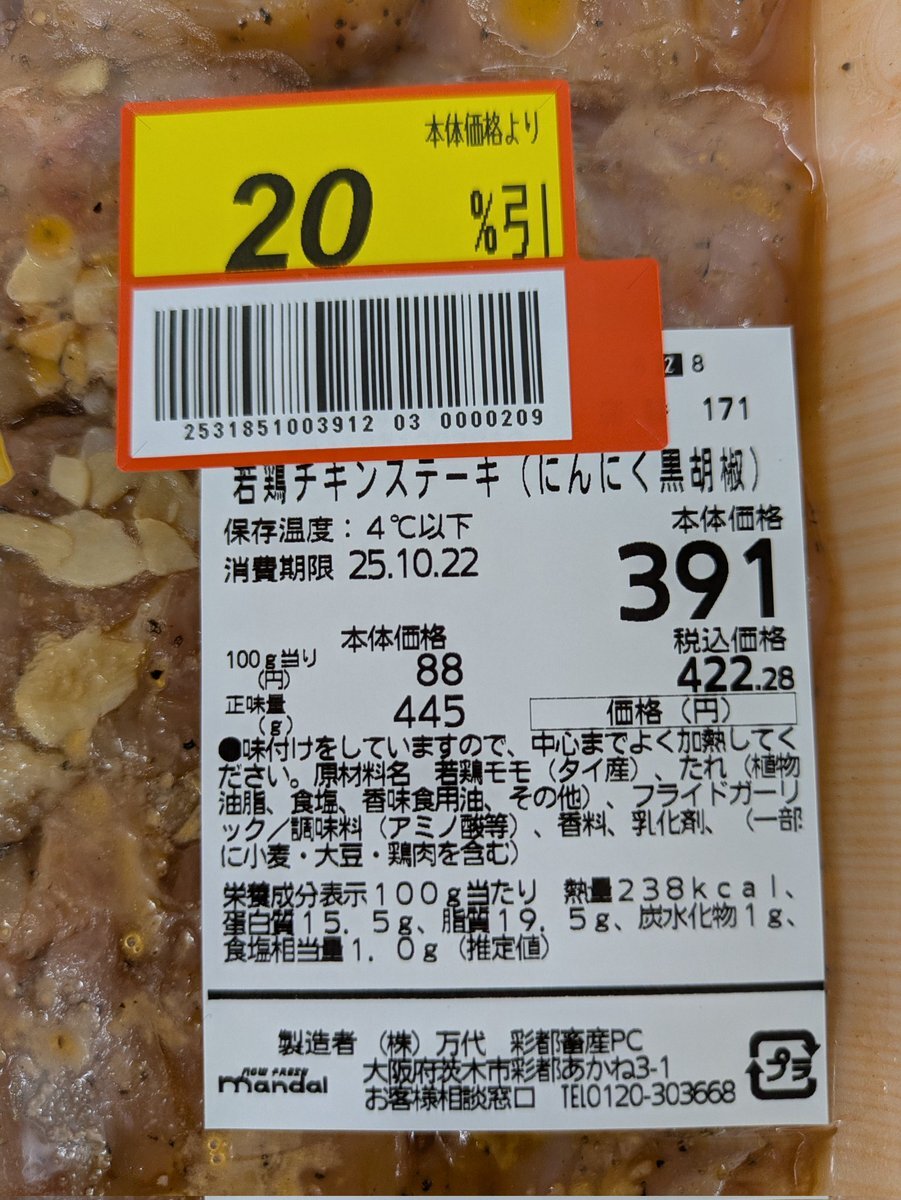 本体価格より
20 %引
2531851003912 03 0000209
8
171
若鶏チキンステーキ（にんにく黒胡椒）
保存温度：4℃以下
本体価格
消費期限 25.10.22
391
本体価格
税込価格
100g当り(円) 88
422.28
正味量(g) 445
価格（円）
●味付けをしていますので、中心までよく加熱してく
ださい。原材料名 若鶏モモ（タイ産）、たれ（植物
油脂、食塩、香味食用油、その他）、フライドガーリ
ック／調味料（アミノ酸等）、香料、乳化剤、（一部
に小麦・大豆・鶏肉を含む）
栄養成分表示100g当たり 熱量238kcal、
蛋白質15．5g、脂質19．5g、炭水化物1g、
食塩相当量1．0g（推定値）
製造者 （株）万代 彩都畜産PC
now FRESH
mandai
大阪府茨木市彩都あかね3-1
お客様相談窓口 TEL0120-303668
プラ